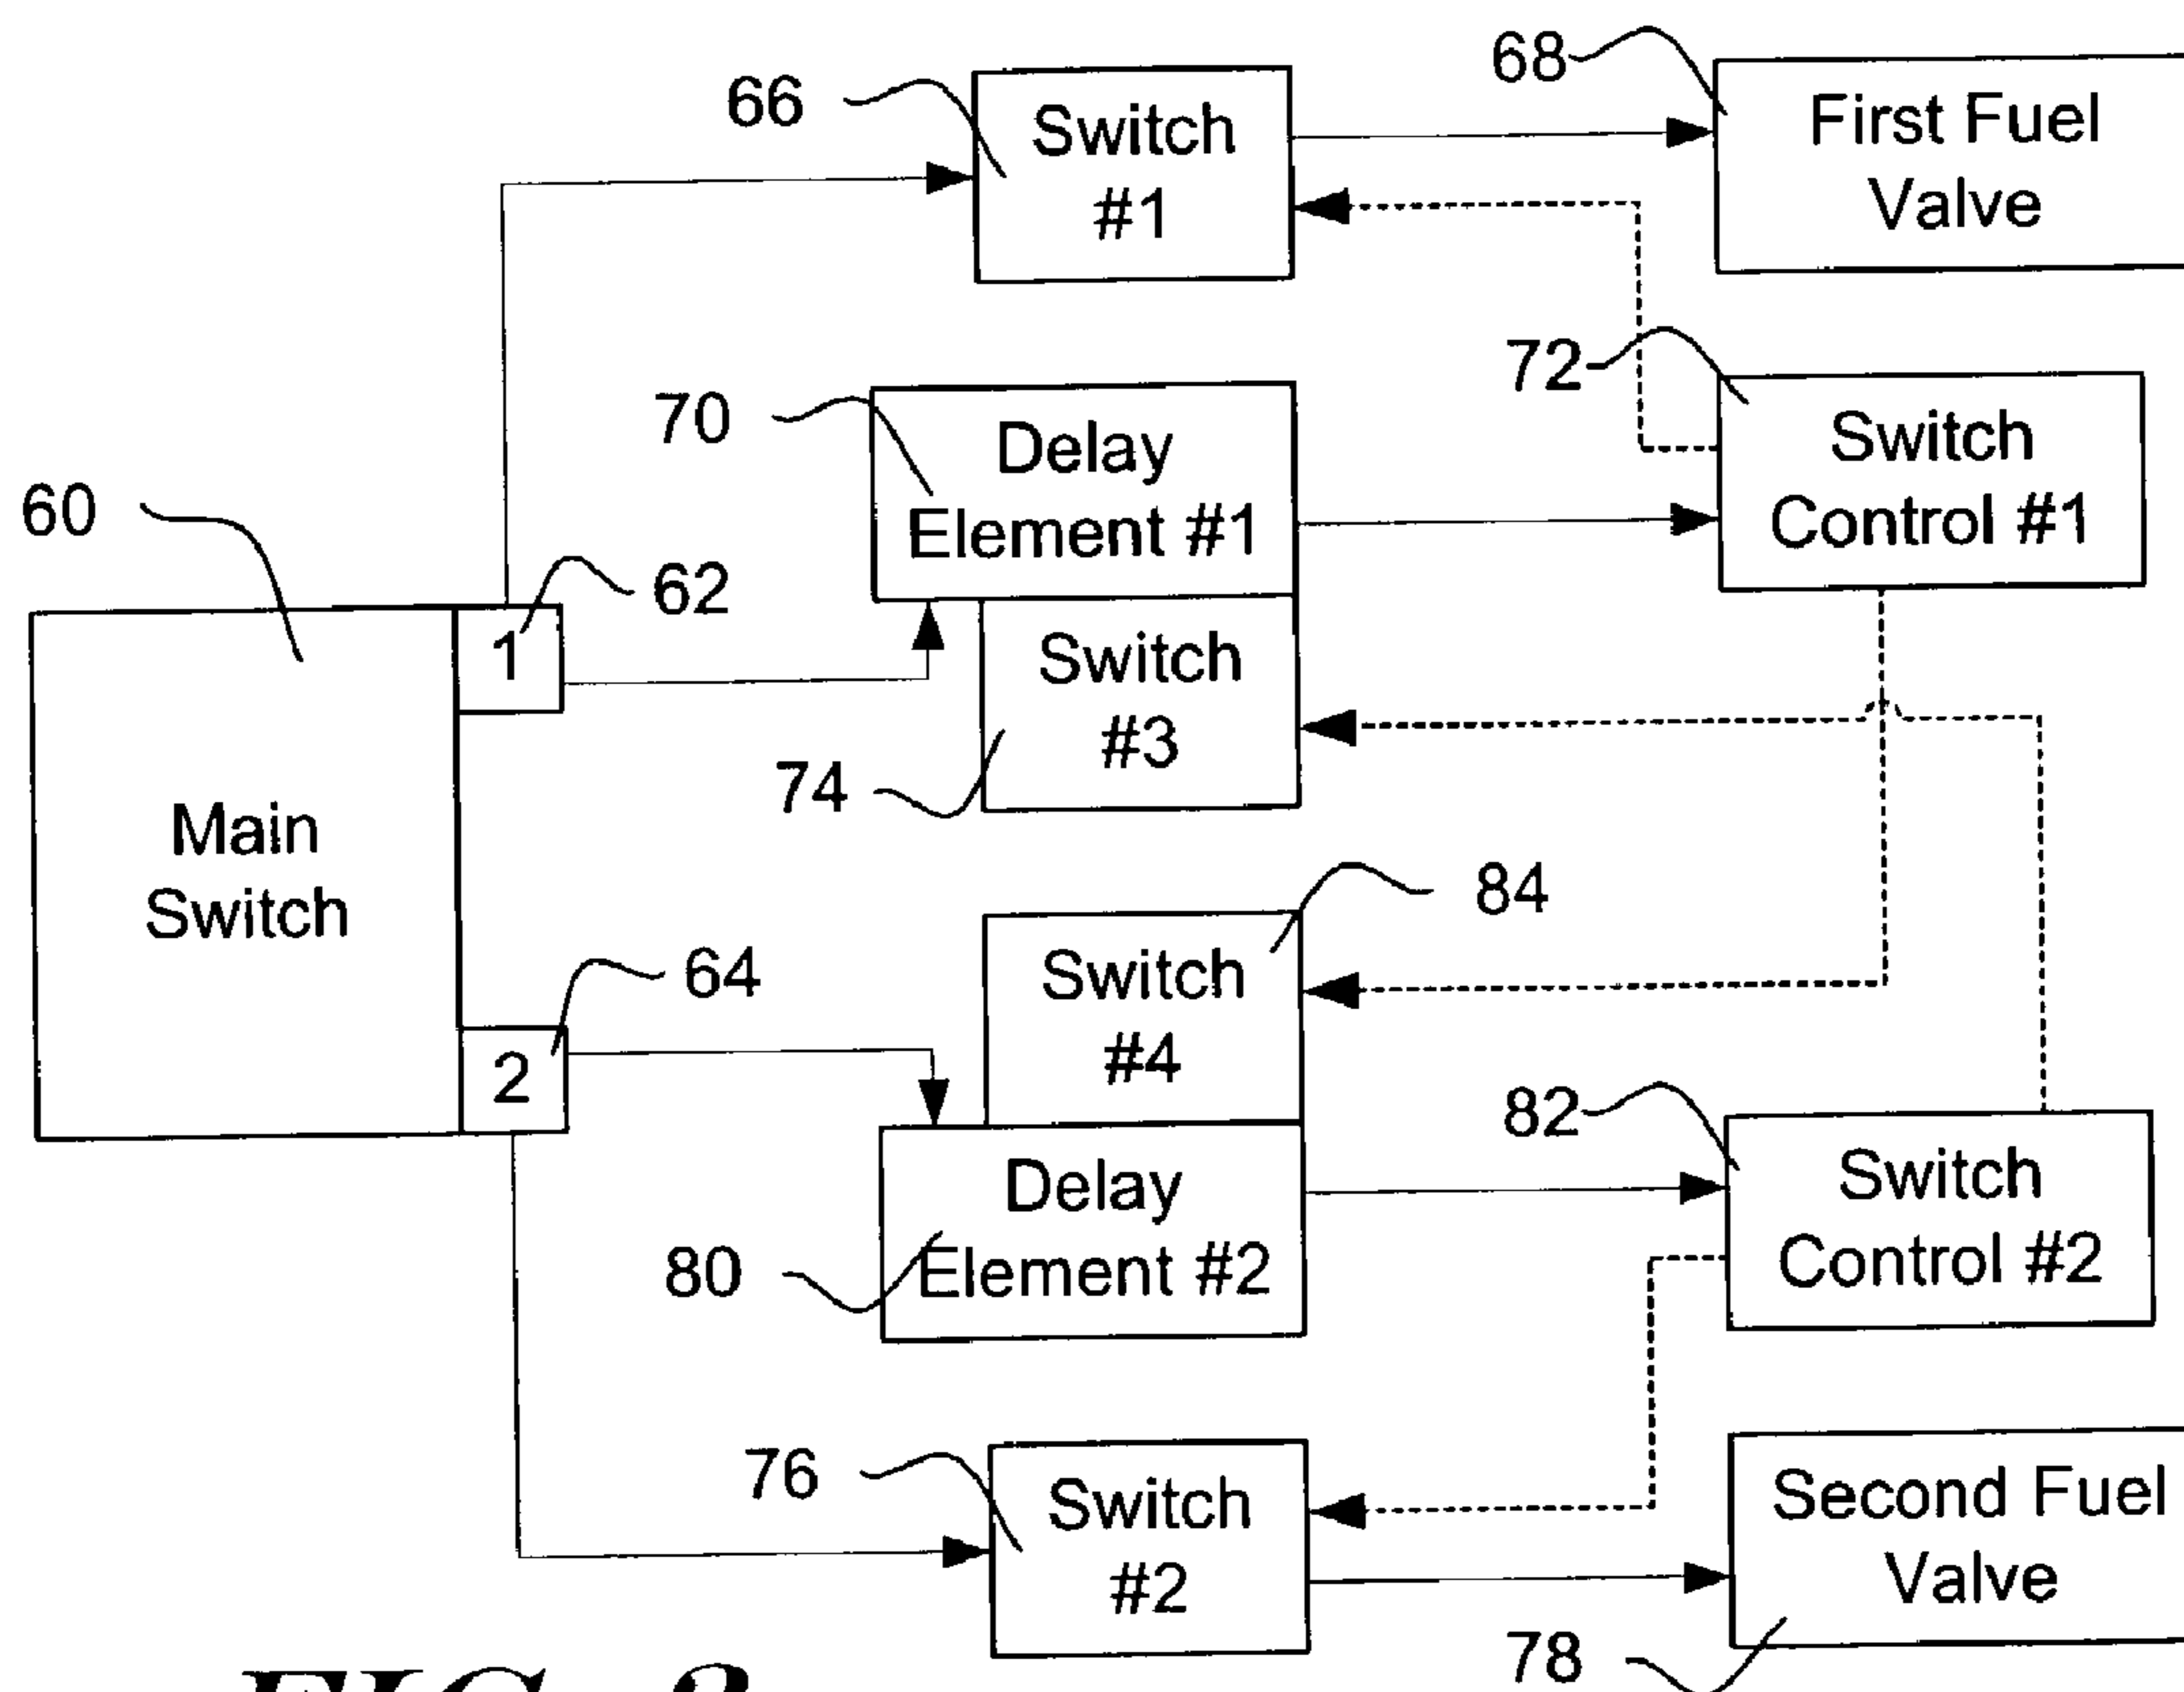 66
Switch
#1
68
First Fuel
Valve
70
Delay
Element #1
72
Switch
Control #1
60
62
1
Switch
#3
74
Main
Switch
64
2
84
Switch
#4
82
Switch
Control #2
80
Delay
Element #2
76
Switch
#2
Second Fuel
Valve
78